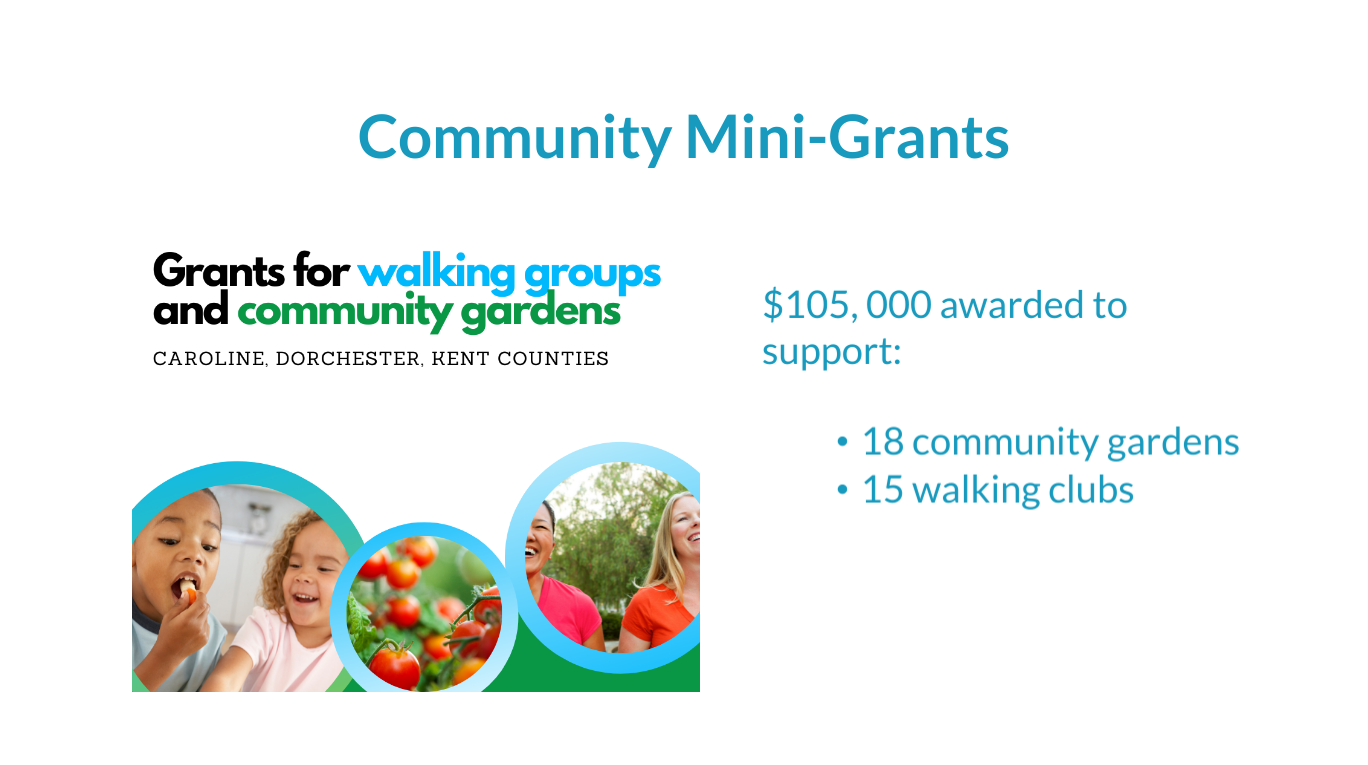 Community Mini-Grants
Grants for walking groups
and community gardens
CAROLINE, DORCHESTER, KENT COUNTIES
$105, 000 awarded to
support:
• 18 community gardens
• 15 walking clubs